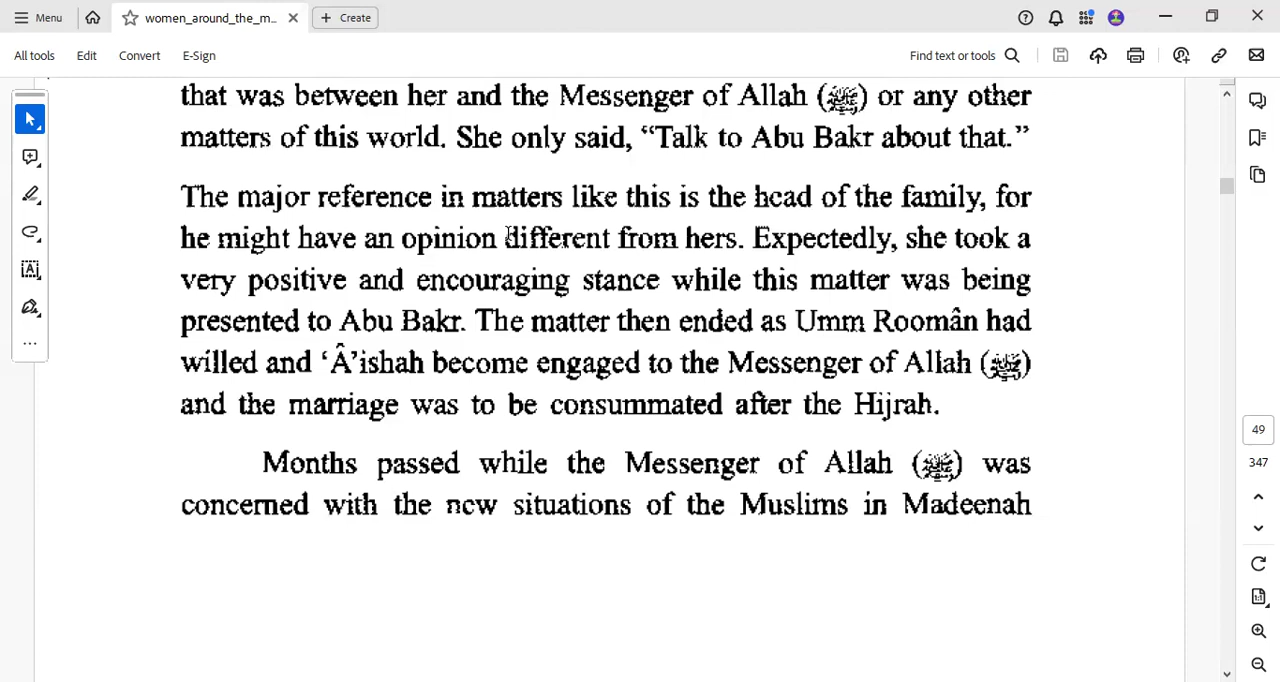 Menu
women_around_the_m...
Create
All tools
Edit
Convert
E-Sign
Find text or tools
that was between her and the Messenger of Allah (ﷺ) or any other
matters of this world. She only said, “Talk to Abu Bakr about that.”
The major reference in matters like this is the head of the family, for
he might have an opinion different from hers. Expectedly, she took a
very positive and encouraging stance while this matter was being
presented to Abu Bakr. The matter then ended as Umm Roomân had
willed and ‘Â’ishah become engaged to the Messenger of Allah (ﷺ)
and the marriage was to be consummated after the Hijrah.
Months passed while the Messenger of Allah (ﷺ) was
concerned with the new situations of the Muslims in Madeenah
49
347